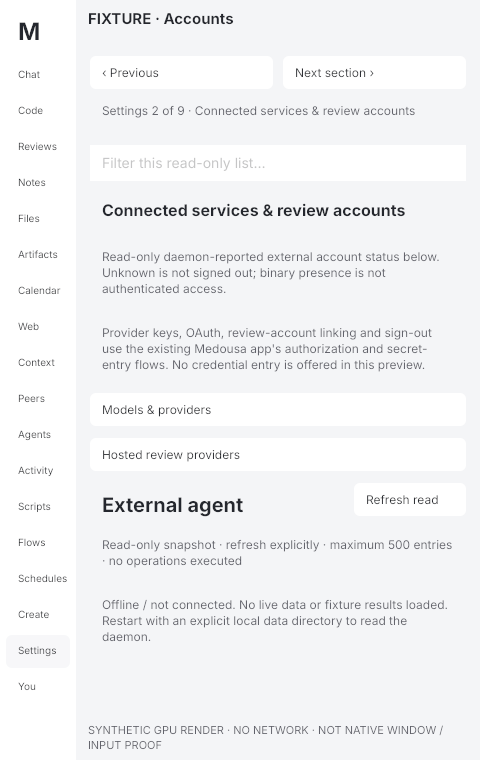 M
Chat
Code
Reviews
Notes
Files
Artifacts
Calendar
Web
Context
Peers
Agents
Activity
Scripts
Flows
Schedules
Create
Settings
You
FIXTURE · Accounts
‹ Previous
Next section ›
Settings 2 of 9 · Connected services & review accounts
Filter this read-only list...
Connected services & review accounts
Read-only daemon-reported external account status below.
Unknown is not signed out; binary presence is not
authenticated access.
Provider keys, OAuth, review-account linking and sign-out
use the existing Medousa app's authorization and secret-
entry flows. No credential entry is offered in this preview.
Models & providers
Hosted review providers
External agent
Refresh read
Read-only snapshot · refresh explicitly · maximum 500 entries
· no operations executed
Offline / not connected. No live data or fixture results loaded.
Restart with an explicit local data directory to read the
daemon.
SYNTHETIC GPU RENDER · NO NETWORK · NOT NATIVE WINDOW /
INPUT PROOF